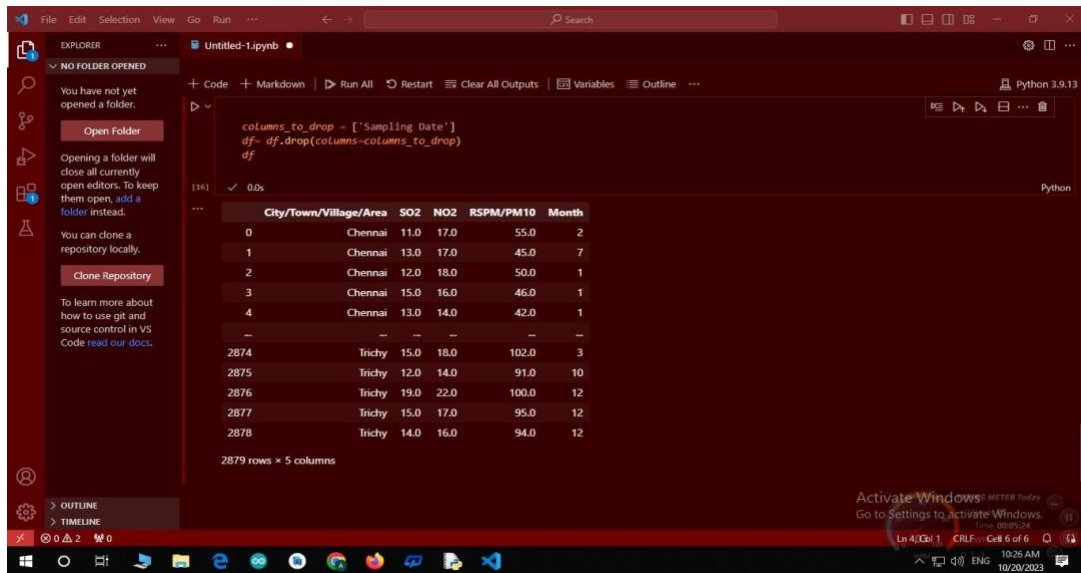 File Edit Selection View Go Run ...
Search
EXPLORER ...
Untitled-1.ipynb
NO FOLDER OPENED
You have not yet
opened a folder.
Open Folder
Opening a folder will
close all currently
open editors. To keep
them open, add a
folder instead.
You can clone a
repository locally.
Clone Repository
To learn more about
how to use git and
source control in VS
Code read our docs.
OUTLINE
TIMELINE
+ Code + Markdown | Run All Restart Clear All Outputs | Variables Outline ...
Python 3.9.13
columns_to_drop = ['Sampling Date']
df= df.drop(columns=columns_to_drop)
df
[16] ✓ 0.0s
Python
...
City/Town/Village/Area SO2 NO2 RSPM/PM10 Month
0 Chennai 11.0 17.0 55.0 2
1 Chennai 13.0 17.0 45.0 7
2 Chennai 12.0 18.0 50.0 1
3 Chennai 15.0 16.0 46.0 1
4 Chennai 13.0 14.0 42.0 1
... ... ... ... ... ...
2874 Trichy 15.0 18.0 102.0 3
2875 Trichy 12.0 14.0 91.0 10
2876 Trichy 19.0 22.0 100.0 12
2877 Trichy 15.0 17.0 95.0 12
2878 Trichy 14.0 16.0 94.0 12
2879 rows × 5 columns
Activate Windows
METER Today
Go to Settings to activate Windows.
Time 00:05:24
0 2 0
Ln 4, Col 1 CRLF Cell 6 of 6
ENG
10:26 AM
10/20/2023